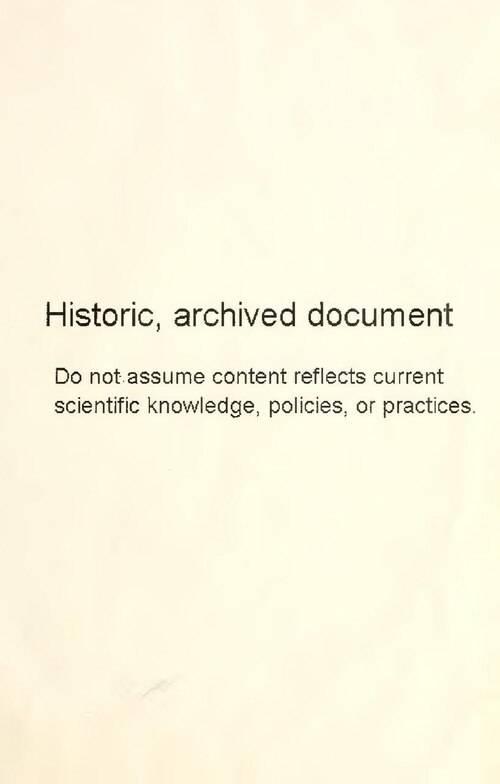 Historic, archived document
Do not assume content reflects current
scientific knowledge, policies, or practices.